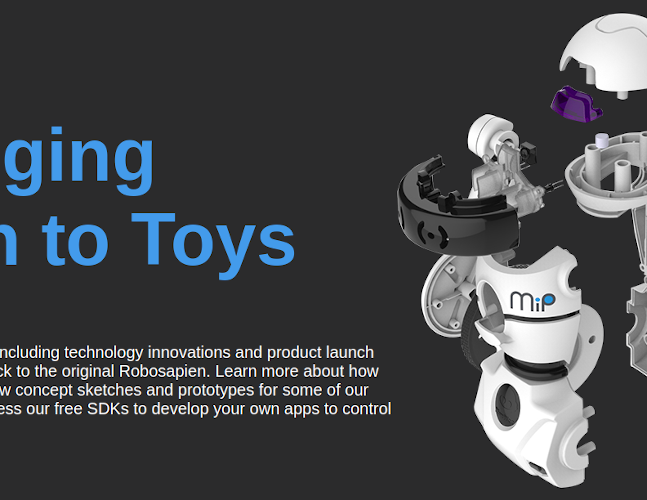 ging
n to Toys
MiP
ncluding technology innovations and product launch
ck to the original Robosapien. Learn more about how
w concept sketches and prototypes for some of our
ess our free SDKs to develop your own apps to control